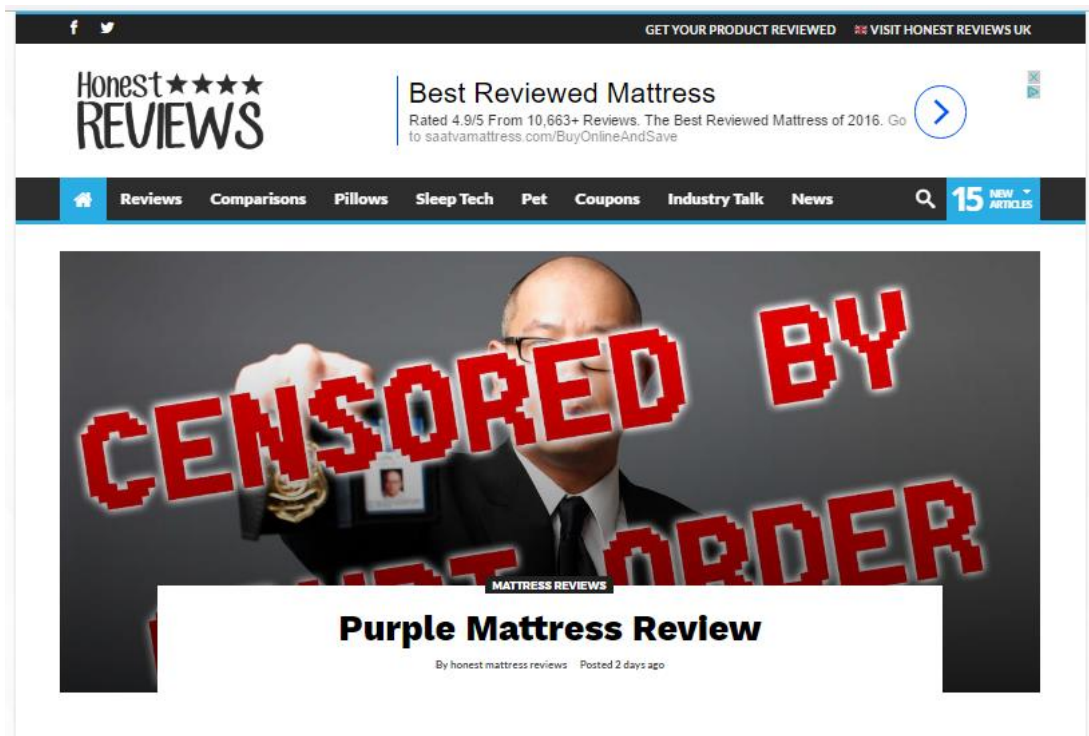 GET YOUR PRODUCT REVIEWED VISIT HONEST REVIEWS UK
Honest
REVIEWS
Best Reviewed Mattress
Rated 4.9/5 From 10,663+ Reviews. The Best Reviewed Mattress of 2016. Go
to saatvamattress.com/BuyOnlineAndSave
Reviews Comparisons Pillows Sleep Tech Pet Coupons Industry Talk News 15 NEW
ARTICLES
CENSORED BY
ORDER
MATTRESS REVIEWS
Purple Mattress Review
By honest mattress reviews Posted 2 days ago